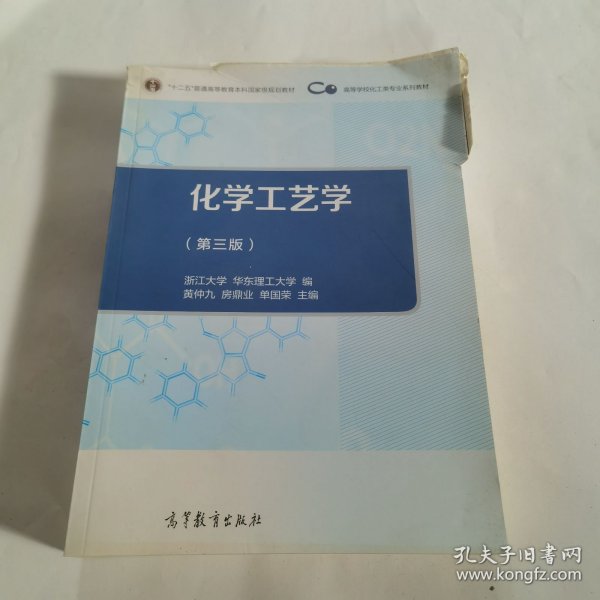 “十二五”普通高等教育本科国家级规划教材
高等学校化工类专业系列教材
化学工艺学
（第三版）
浙江大学 华东理工大学 编
黄仲九 房鼎业 单国荣 主编
高等教育出版社
孔夫子旧书网
www.kongfz.com